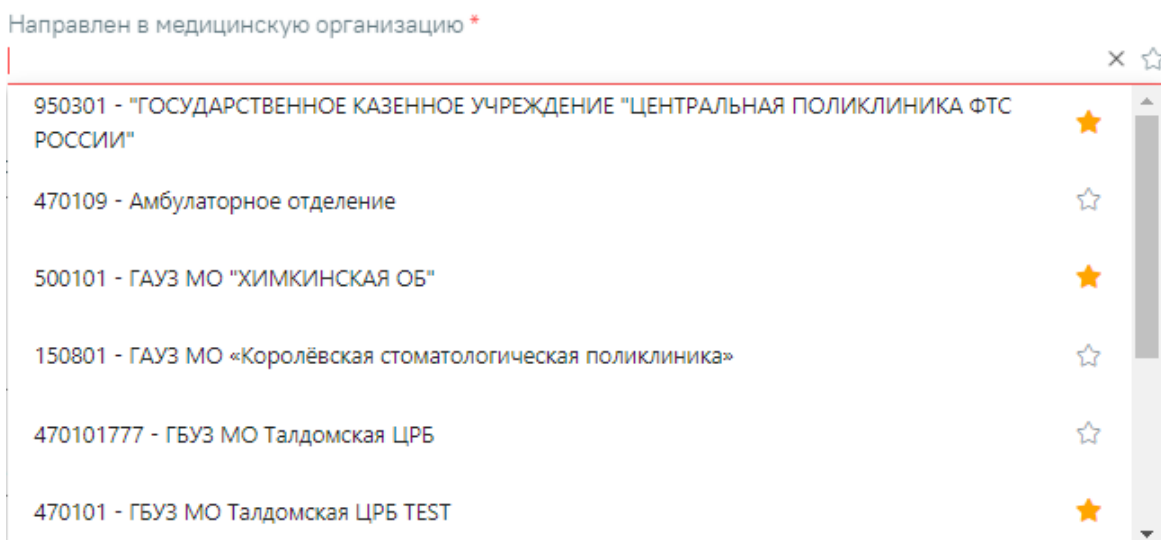 Направлен в медицинскую организацию *
950301 - "ГОСУДАРСТВЕННОЕ КАЗЕННОЕ УЧРЕЖДЕНИЕ "ЦЕНТРАЛЬНАЯ ПОЛИКЛИНИКА ФТС
РОССИИ"
470109 - Амбулаторное отделение
500101 - ГАУЗ МО "ХИМКИНСКАЯ ОБ"
150801 - ГАУЗ МО «Королёвская стоматологическая поликлиника»
470101777 - ГБУЗ МО Талдомская ЦРБ
470101 - ГБУЗ МО Талдомская ЦРБ TEST